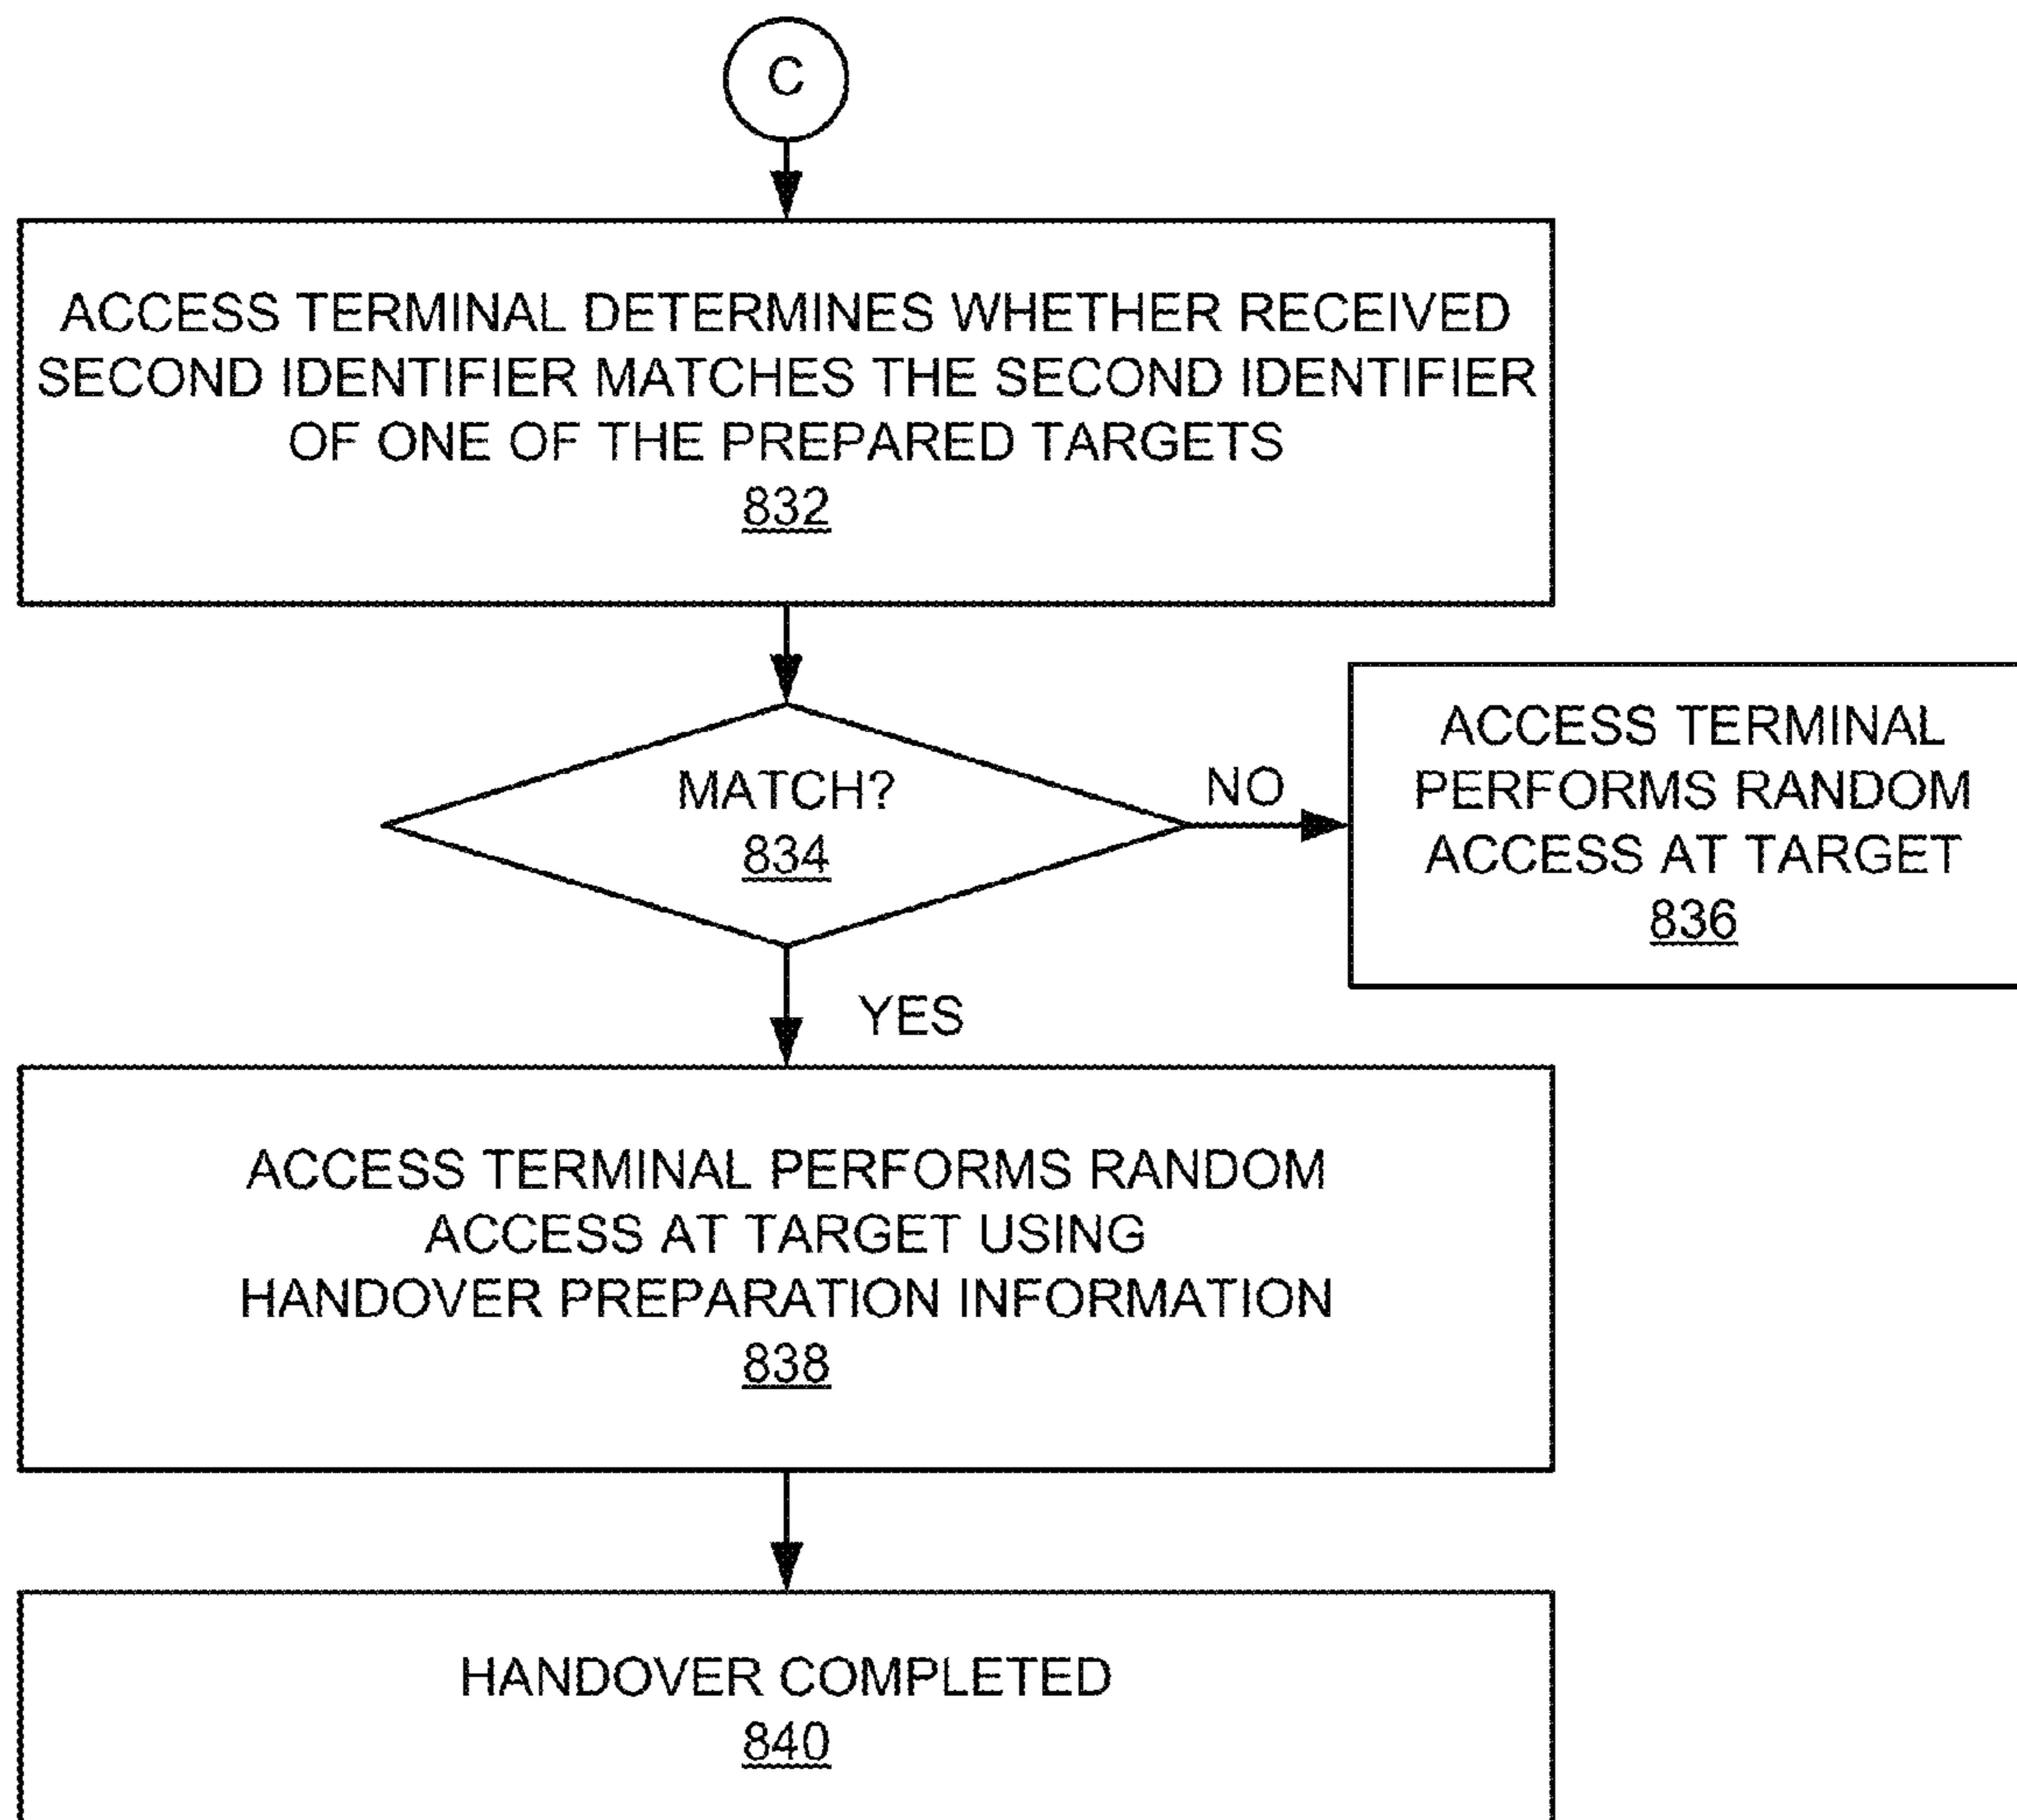 C
ACCESS TERMINAL DETERMINES WHETHER RECEIVED
SECOND IDENTIFIER MATCHES THE SECOND IDENTIFIER
OF ONE OF THE PREPARED TARGETS
832
MATCH?
834
NO
ACCESS TERMINAL
PERFORMS RANDOM
ACCESS AT TARGET
836
YES
ACCESS TERMINAL PERFORMS RANDOM
ACCESS AT TARGET USING
HANDOVER PREPARATION INFORMATION
838
HANDOVER COMPLETED
840